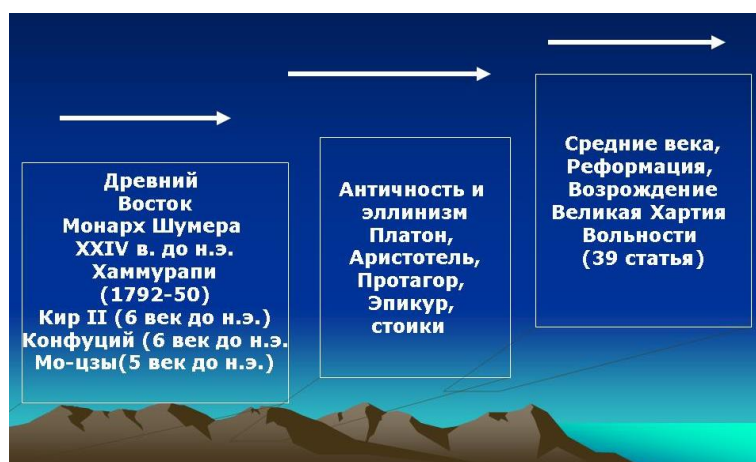 Древний
Восток
Монарх Шумера
XXIV в. до н.э.
Хаммурапи
(1792-50)
Кир II (6 век до н.э.)
Конфуций (6 век до н.э.
Мо-цзы(5 век до н.э.)
Античность и
эллинизм
Платон,
Аристотель,
Протагор,
Эпикур,
стоики
Средние века,
Реформация,
Возрождение
Великая Хартия
Вольности
(39 статья)